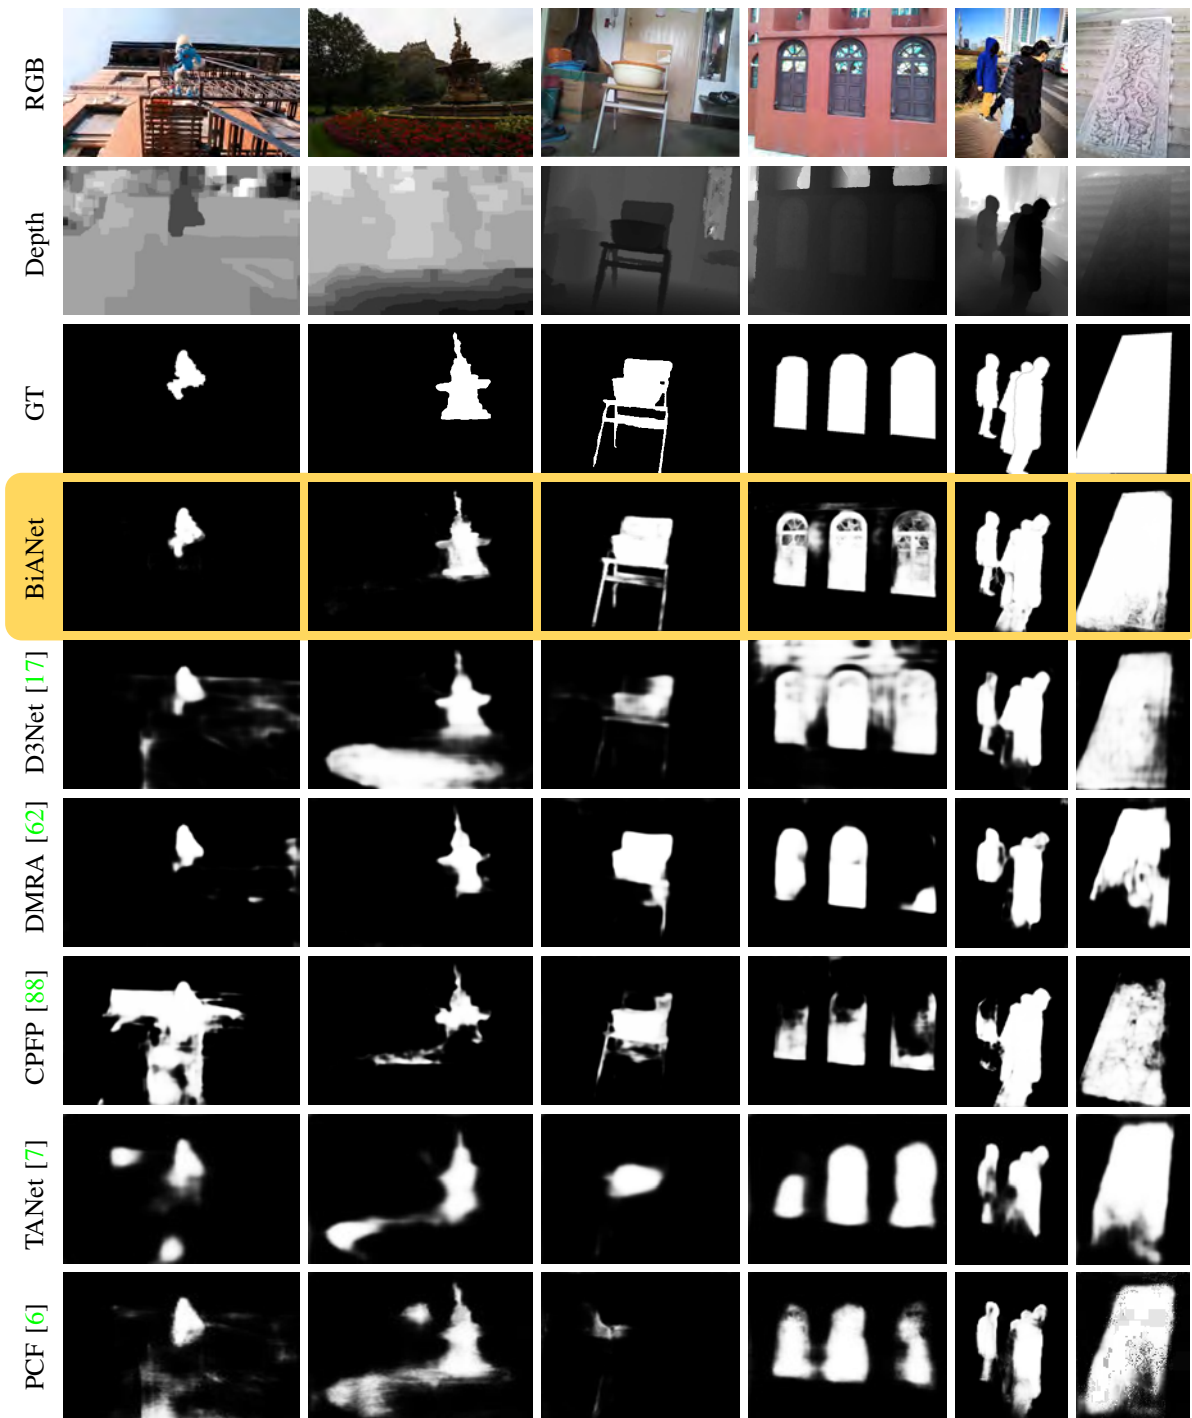 RGB
Depth
GT
BiANet
D3Net [17]
DMRA [62]
CPFP [88]
TANet [7]
PCF [6]